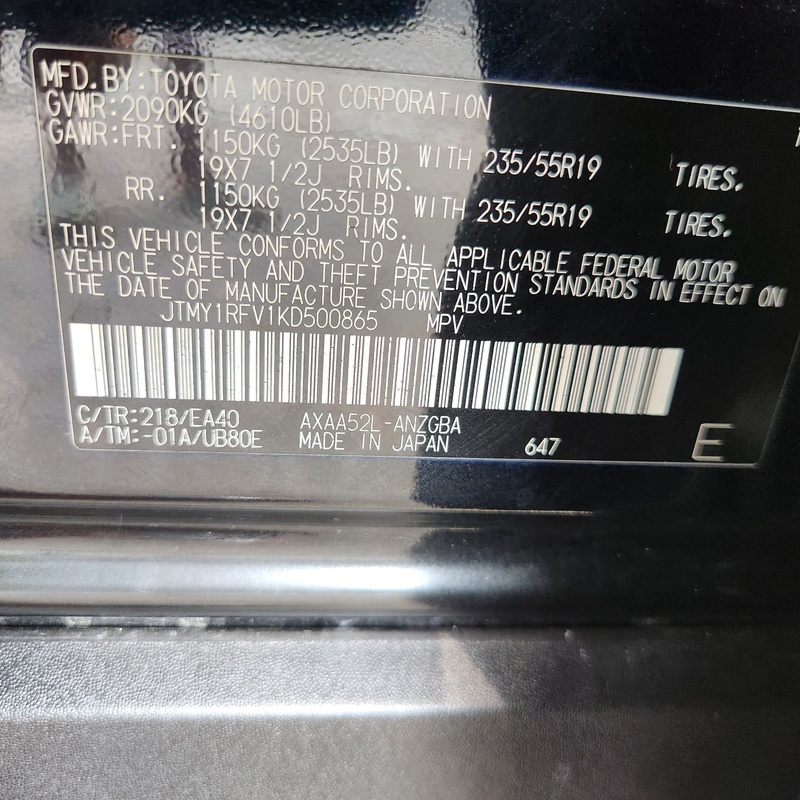 MFD.BY:TOYOTA MOTOR CORPORATION
GVWR:2090KG (4610LB)
GAWR:FRT. 1150KG (2535LB) WITH 235/55R19 TIRES.
19X7 1/2J RIMS.
RR. 1150KG (2535LB) WITH 235/55R19 TIRES.
19X7 1/2J RIMS.
THIS VEHICLE CONFORMS TO ALL APPLICABLE FEDERAL MOTOR
VEHICLE SAFETY AND THEFT PREVENTION STANDARDS IN EFFECT ON
THE DATE OF MANUFACTURE SHOWN ABOVE.
JTMY1RFV1KD500865 MPV
C/TR:218/EA40 AXAA52L-ANZGBA
A/TM:-01A/UB80E MADE IN JAPAN 647 E